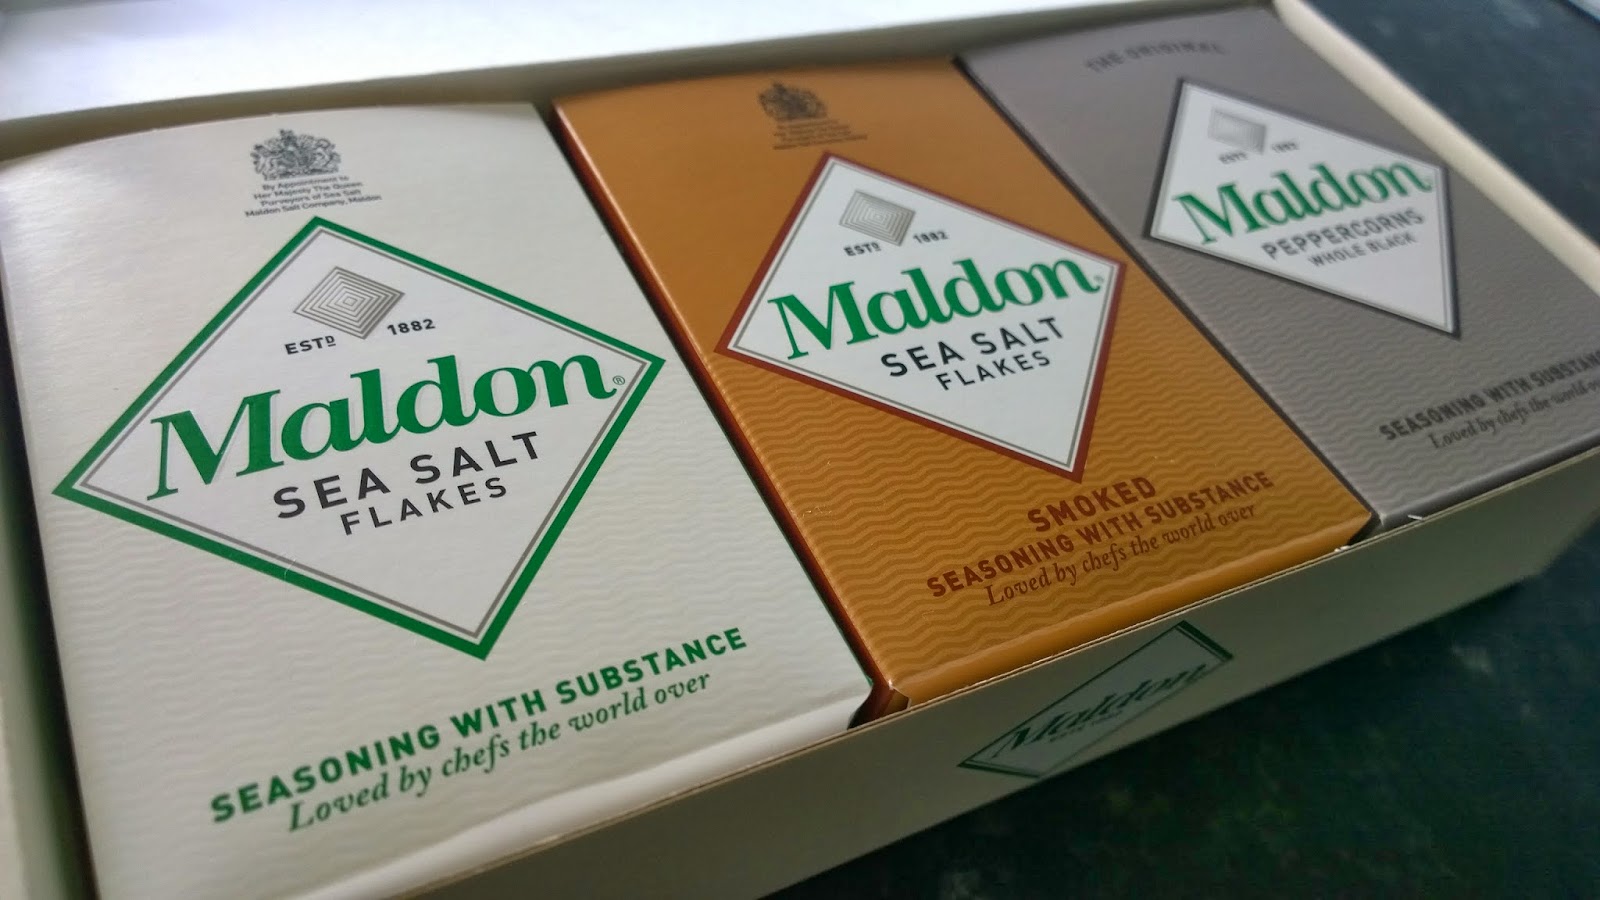 By Appointment to
Her Majesty The Queen
Purveyors of Sea Salt
Maldon Salt Company, Maldon
ESTD 1882
Maldon®
SEA SALT
FLAKES
SEASONING WITH SUBSTANCE
Loved by chefs the world over
ESTD 1882
Maldon
SEA SALT
FLAKES
SMOKED
SEASONING WITH SUBSTANCE
Loved by chefs the world over
THE ORIGINAL
ESTD 1882
Maldon
PEPPERCORNS
WHOLE BLACK
SEASONING WITH
Loved by chefs the world
Maldon